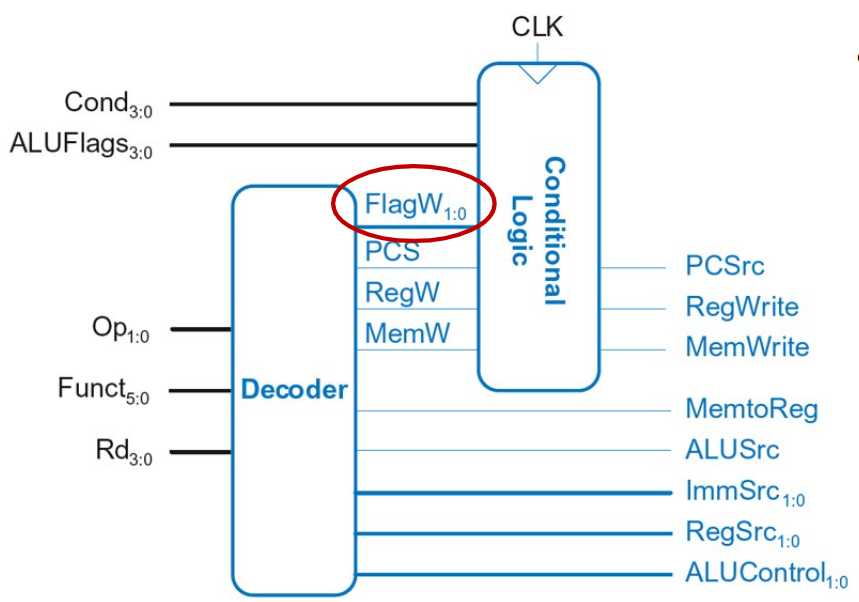 CLK
Cond3:0
ALUFlags3:0
Conditional
Logic
FlagW1:0
PCS
RegW
MemW
PCSrc
RegWrite
MemWrite
Op1:0
Funct5:0
Rd3:0
Decoder
MemtoReg
ALUSrc
ImmSrc1:0
RegSrc1:0
ALUControl1:0